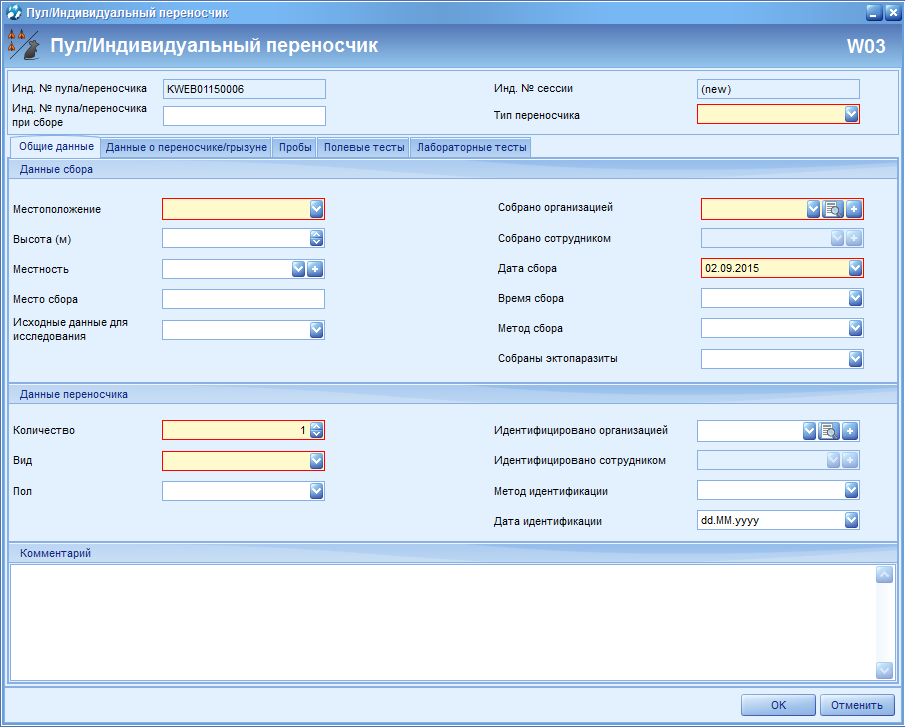 Пул/Индивидуальный переносчик
Пул/Индивидуальный переносчик W03
Инд. № пула/переносчика KWEB01150006 Инд. № сессии (new)
Инд. № пула/переносчика
при сборе
Тип переносчика
Общие данные Данные о переносчике/грызуне Пробы Полевые тесты Лабораторные тесты
Данные сбора
Местоположение Собрано организацией
Высота (м) Собрано сотрудником
Местность Дата сбора 02.09.2015
Место сбора Время сбора
Исходные данные для
исследования
Метод сбора
Собраны эктопаразиты
Данные переносчика
Количество 1 Идентифицировано организацией
Вид Идентифицировано сотрудником
Пол Метод идентификации
Дата идентификации dd.MM.yyyy
Комментарий
OK Отменить